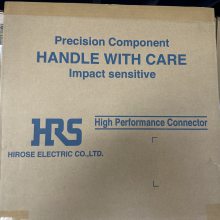 Precision Component
HANDLE WITH CARE
Impact sensitive
HRS
High Performance Connector
HIROSE ELECTRIC CO.,LTD.